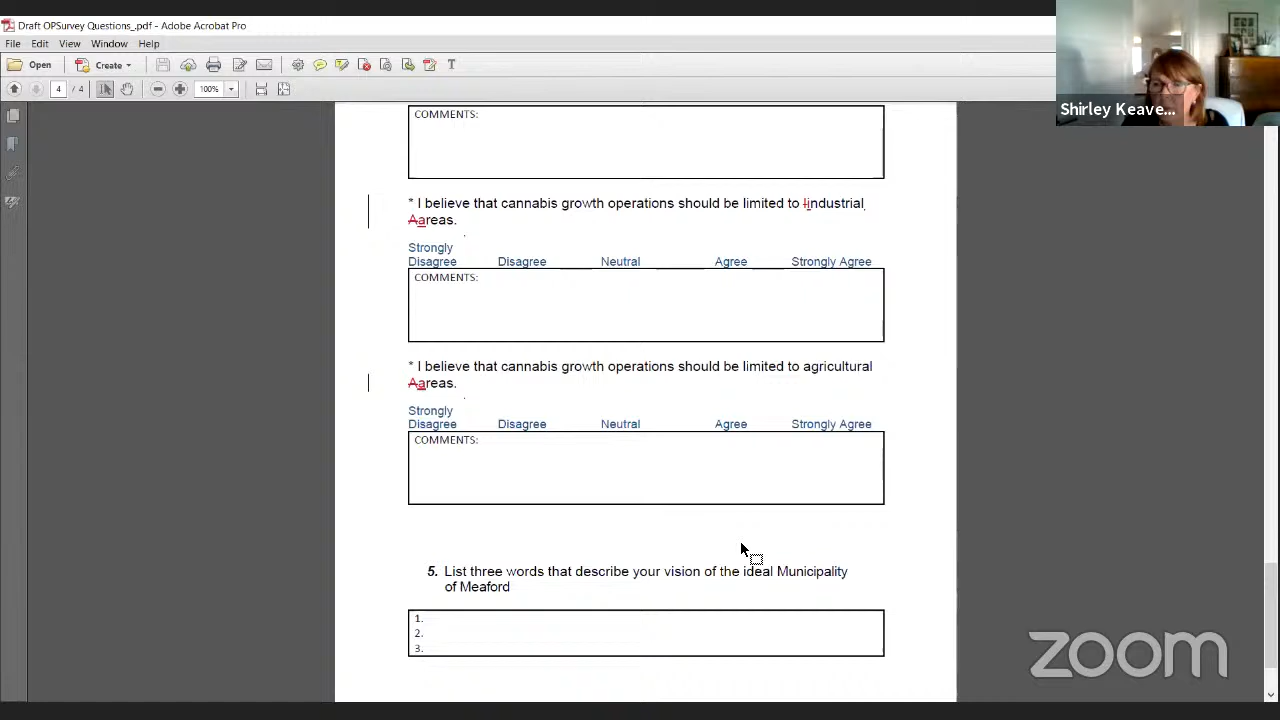 Draft OPSurvey Questions_.pdf - Adobe Acrobat Pro
File Edit View Window Help
Open Create
4 / 4 100%
Shirley Keave...
COMMENTS:
* I believe that cannabis growth operations should be limited to Iindustrial
Aareas.
Strongly
Disagree Disagree Neutral Agree Strongly Agree
COMMENTS:
* I believe that cannabis growth operations should be limited to agricultural
Aareas.
Strongly
Disagree Disagree Neutral Agree Strongly Agree
COMMENTS:
5. List three words that describe your vision of the ideal Municipality
of Meaford
1.
2.
3.
zoom